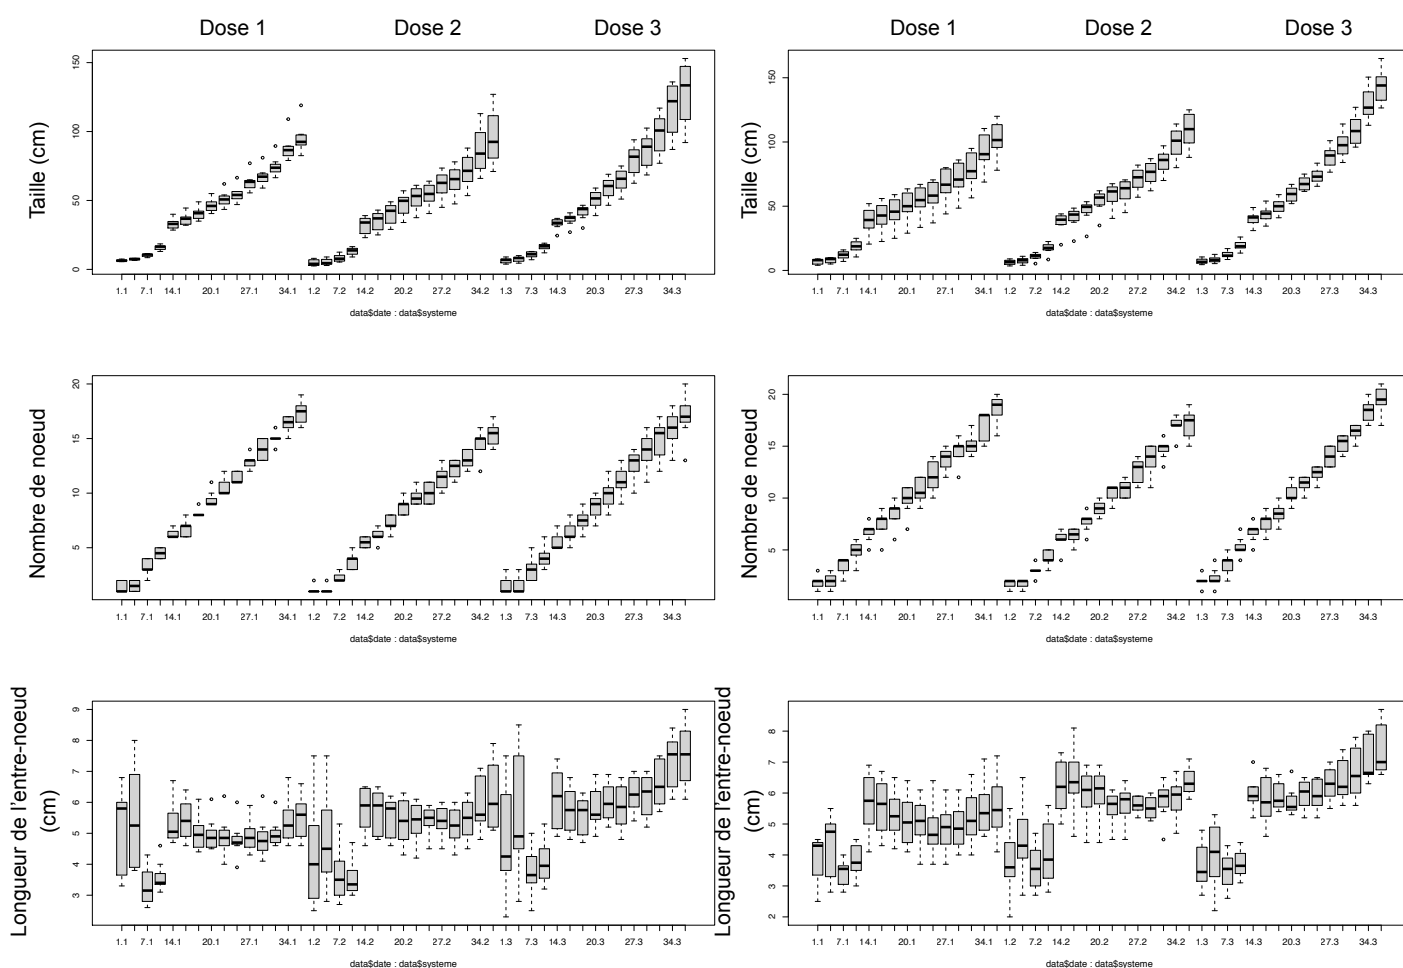 Dose 1 Dose 2 Dose 3 Dose 1 Dose 2 Dose 3
Taille (cm)
0 50 100 150
1.1 7.1 14.1 20.1 27.1 34.1 1.2 7.2 14.2 20.2 27.2 34.2 1.3 7.3 14.3 20.3 27.3 34.3
data$date : data$systeme
Taille (cm)
0 50 100 150
1.1 7.1 14.1 20.1 27.1 34.1 1.2 7.2 14.2 20.2 27.2 34.2 1.3 7.3 14.3 20.3 27.3 34.3
data$date : data$systeme
Nombre de noeud
5 10 15 20
1.1 7.1 14.1 20.1 27.1 34.1 1.2 7.2 14.2 20.2 27.2 34.2 1.3 7.3 14.3 20.3 27.3 34.3
data$date : data$systeme
Nombre de noeud
5 10 15 20
1.1 7.1 14.1 20.1 27.1 34.1 1.2 7.2 14.2 20.2 27.2 34.2 1.3 7.3 14.3 20.3 27.3 34.3
data$date : data$systeme
Longueur de l'entre-noeud
(cm)
3 4 5 6 7 8 9
1.1 7.1 14.1 20.1 27.1 34.1 1.2 7.2 14.2 20.2 27.2 34.2 1.3 7.3 14.3 20.3 27.3 34.3
data$date : data$systeme
Longueur de l'entre-noeud
(cm)
2 3 4 5 6 7 8
1.1 7.1 14.1 20.1 27.1 34.1 1.2 7.2 14.2 20.2 27.2 34.2 1.3 7.3 14.3 20.3 27.3 34.3
data$date : data$systeme